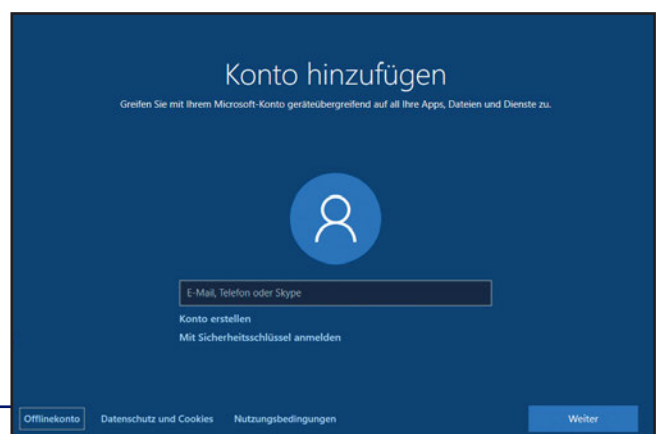 Konto hinzufügen
Greifen Sie mit Ihrem Microsoft-Konto geräteübergreifend auf all Ihre Apps, Dateien und Dienste zu.
E-Mail, Telefon oder Skype
Konto erstellen
Mit Sicherheitsschlüssel anmelden
Offlinekonto Datenschutz und Cookies Nutzungsbedingungen Weiter